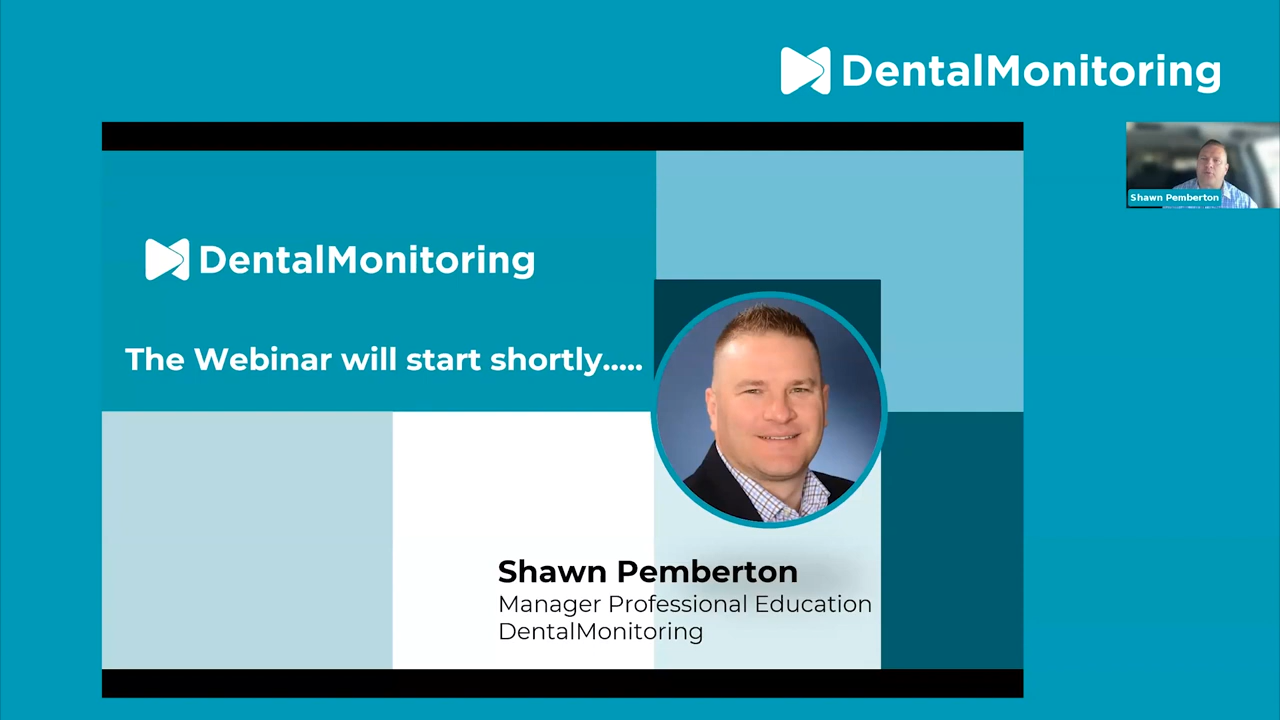 DentalMonitoring
Shawn Pemberton
DentalMonitoring
The Webinar will start shortly.....
Shawn Pemberton
Manager Professional Education
DentalMonitoring